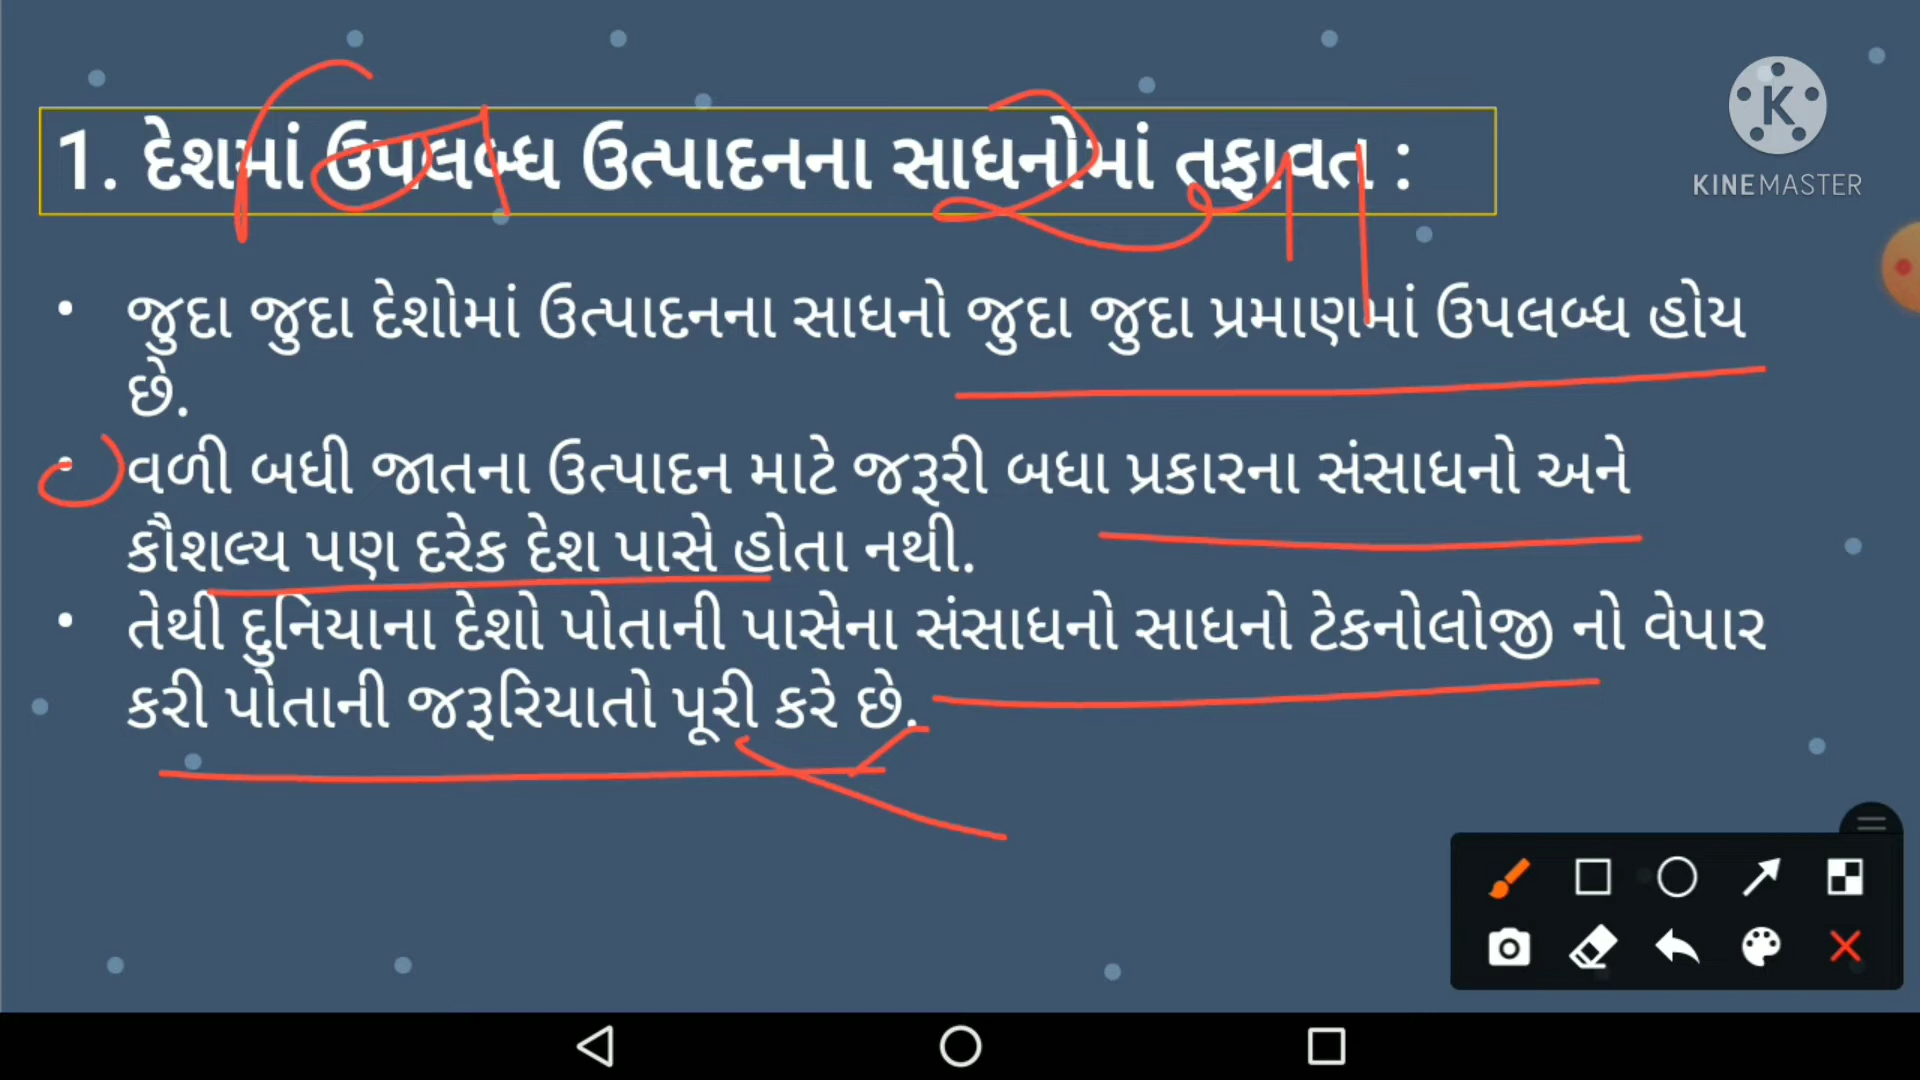 1. દેશમાં ઉપલબ્ધ ઉત્પાદનના સાધનોમાં તફાવત :
KINEMASTER
• જુદા જુદા દેશોમાં ઉત્પાદનના સાધનો જુદા જુદા પ્રમાણમાં ઉપલબ્ધ હોય
છે.
• વળી બધી જાતના ઉત્પાદન માટે જરૂરી બધા પ્રકારના સંસાધનો અને
કૌશલ્ય પણ દરેક દેશ પાસે હોતા નથી.
• તેથી દુનિયાના દેશો પોતાની પાસેના સંસાધનો સાધનો ટેકનોલોજી નો વેપાર
કરી પોતાની જરૂરિયાતો પૂરી કરે છે.